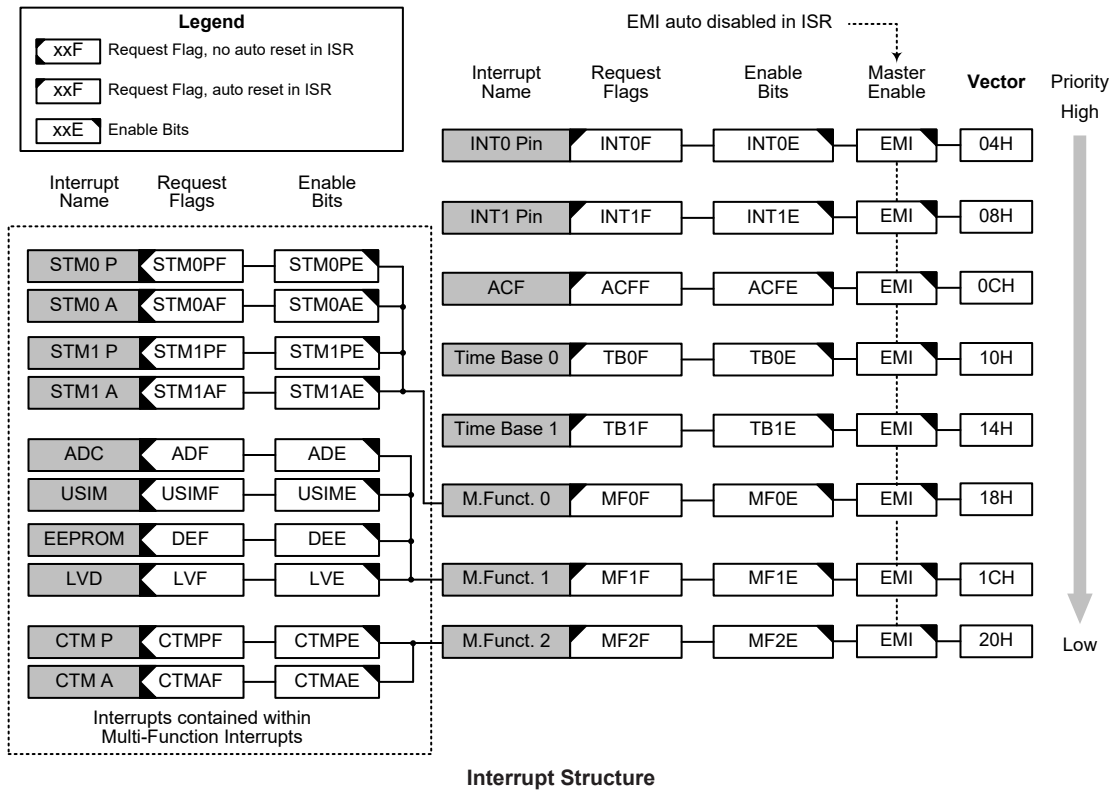 Legend
xxF Request Flag, no auto reset in ISR
xxF Request Flag, auto reset in ISR
xxE Enable Bits
EMI auto disabled in ISR
Interrupt Name Request Flags Enable Bits Master Enable Vector Priority
High
INT0 Pin INT0F INT0E EMI 04H
INT1 Pin INT1F INT1E EMI 08H
ACF ACFF ACFE EMI 0CH
Time Base 0 TB0F TB0E EMI 10H
Time Base 1 TB1F TB1E EMI 14H
M.Funct. 0 MF0F MF0E EMI 18H
M.Funct. 1 MF1F MF1E EMI 1CH
M.Funct. 2 MF2F MF2E EMI 20H
Low
Interrupt Name Request Flags Enable Bits
STM0 P STM0PF STM0PE
STM0 A STM0AF STM0AE
STM1 P STM1PF STM1PE
STM1 A STM1AF STM1AE
ADC ADF ADE
USIM USIMF USIME
EEPROM DEF DEE
LVD LVF LVE
CTM P CTMPF CTMPE
CTM A CTMAF CTMAE
Interrupts contained within
Multi-Function Interrupts
Interrupt Structure